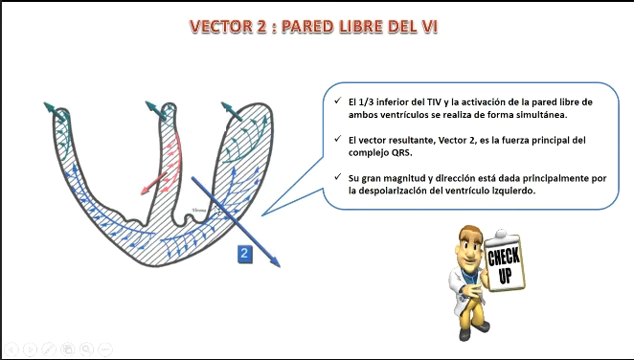 VECTOR 2 : PARED LIBRE DEL VI
✓ El 1/3 inferior del TIV y la activación de la pared libre de
ambos ventrículos se realiza de forma simultánea.
✓ El vector resultante, Vector 2, es la fuerza principal del
complejo QRS.
✓ Su gran magnitud y dirección está dada principalmente por
la despolarización del ventrículo izquierdo.
2
CHECK
UP